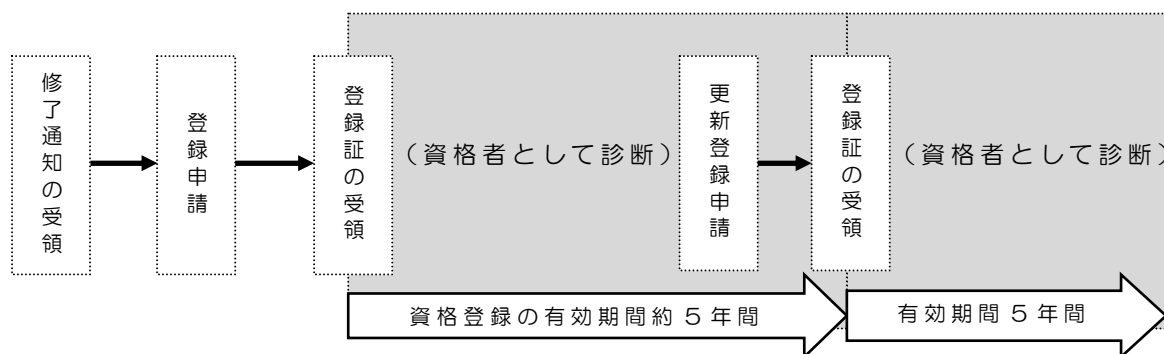 修了通知の受領
登録申請
登録証の受領
（資格者として診断）
更新登録申請
登録証の受領
（資格者として診断）
資格登録の有効期間約５年間
有効期間５年間